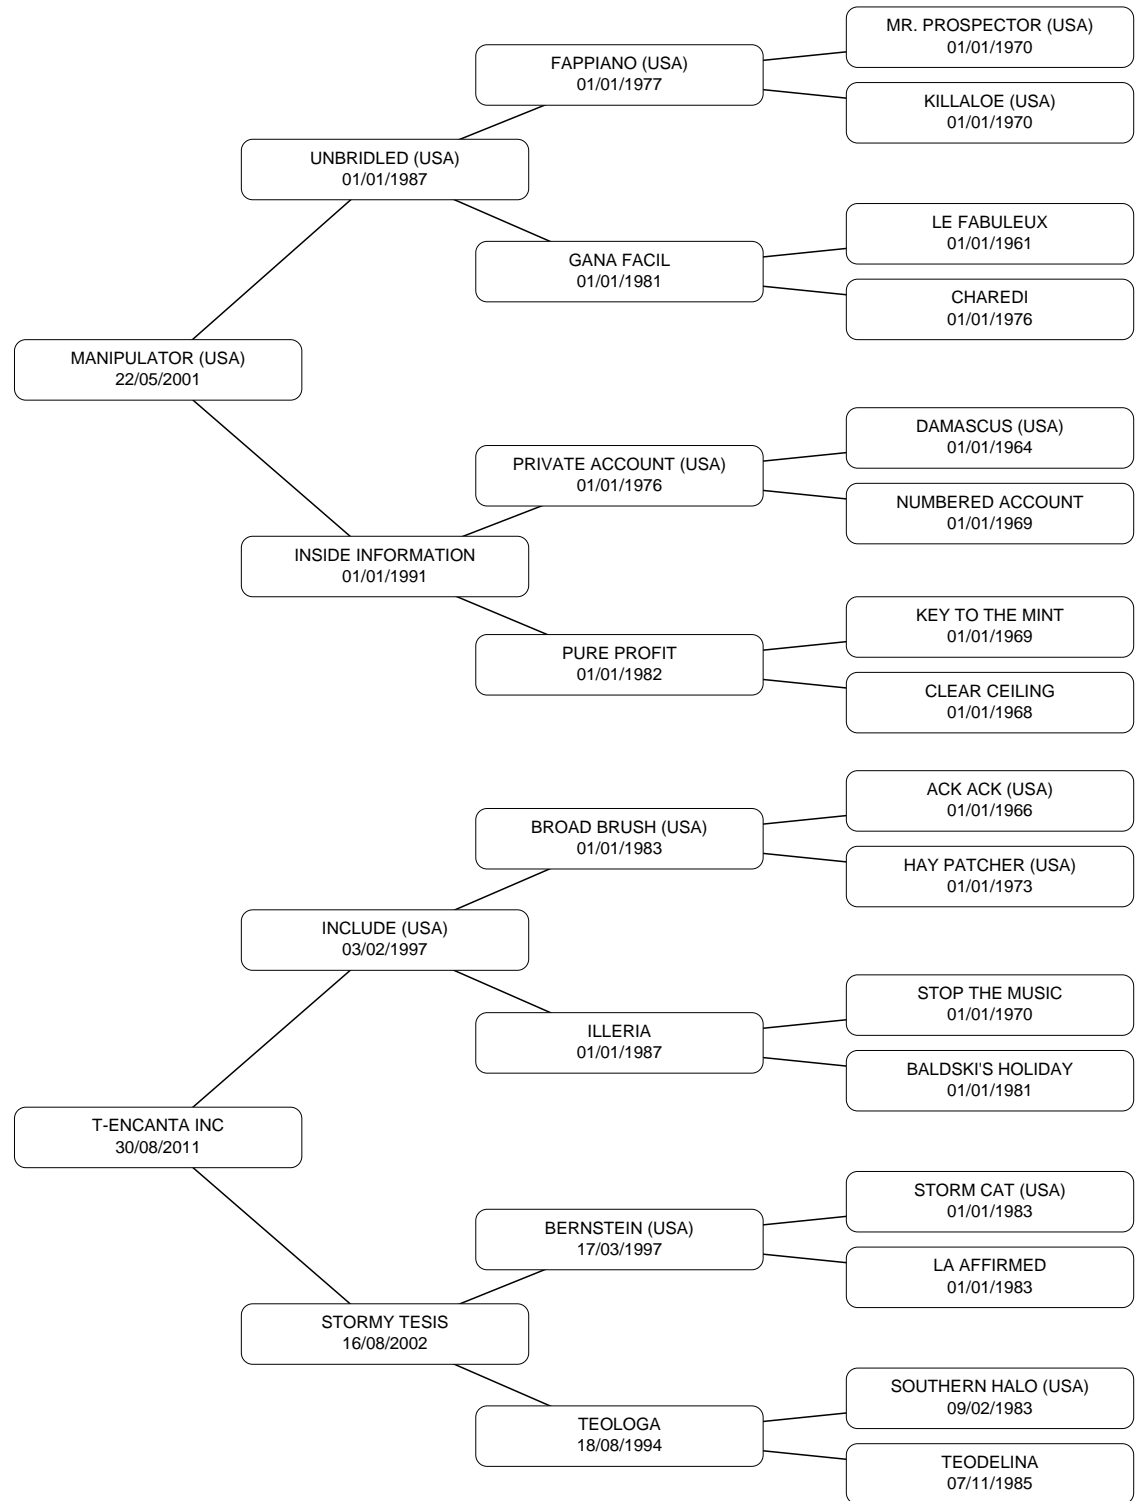 MR. PROSPECTOR (USA)
01/01/1970
FAPPIANO (USA)
01/01/1977
KILLALOE (USA)
01/01/1970
UNBRIDLED (USA)
01/01/1987
LE FABULEUX
01/01/1961
GANA FACIL
01/01/1981
CHAREDI
01/01/1976
MANIPULATOR (USA)
22/05/2001
DAMASCUS (USA)
01/01/1964
PRIVATE ACCOUNT (USA)
01/01/1976
NUMBERED ACCOUNT
01/01/1969
INSIDE INFORMATION
01/01/1991
KEY TO THE MINT
01/01/1969
PURE PROFIT
01/01/1982
CLEAR CEILING
01/01/1968
ACK ACK (USA)
01/01/1966
BROAD BRUSH (USA)
01/01/1983
HAY PATCHER (USA)
01/01/1973
INCLUDE (USA)
03/02/1997
STOP THE MUSIC
01/01/1970
ILLERIA
01/01/1987
BALDSKI'S HOLIDAY
01/01/1981
T-ENCANTA INC
30/08/2011
STORM CAT (USA)
01/01/1983
BERNSTEIN (USA)
17/03/1997
LA AFFIRMED
01/01/1983
STORMY TESIS
16/08/2002
SOUTHERN HALO (USA)
09/02/1983
TEOLOGA
18/08/1994
TEODELINA
07/11/1985